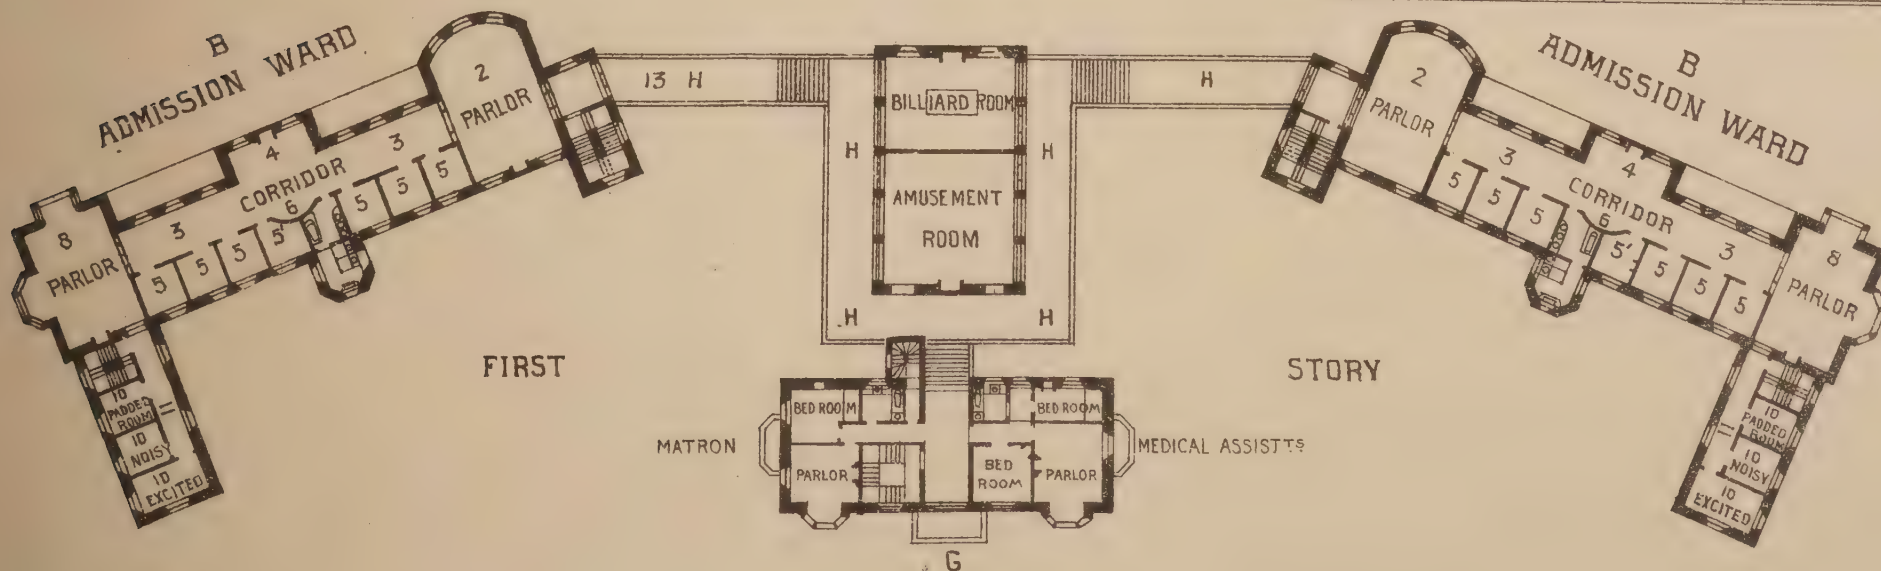 B
ADMISSION WARD
2
PARLOR
3
4
CORRIDOR
3
6
5
5
5
5'
5
5
5
8
PARLOR
10
PADDED
ROOM
10
NOISY
10
EXCITED
13 H
H
BILLIARD ROOM
H
H
AMUSEMENT
ROOM
H
H
FIRST
STORY
BED ROOM
BED ROOM
MATRON
MEDICAL ASSISTTS
PARLOR
BED
ROOM
PARLOR
G
B
ADMISSION WARD
2
PARLOR
3
4
CORRIDOR
6
3
5
5
5
5'
5
5
5
8
PARLOR
10
PADDED
ROOM
10
NOISY
10
EXCITED